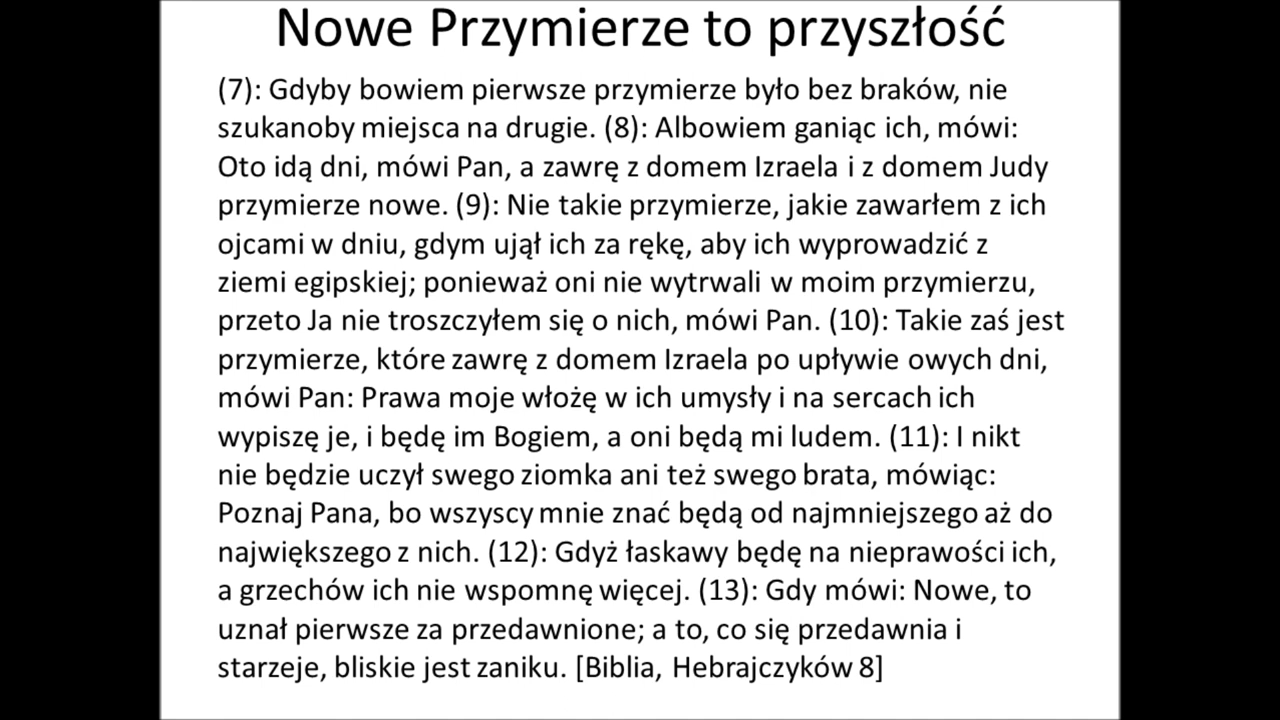 Nowe Przymierze to przyszłość
(7): Gdyby bowiem pierwsze przymierze było bez braków, nie
szukanoby miejsca na drugie. (8): Albowiem ganiąc ich, mówi:
Oto idą dni, mówi Pan, a zawrę z domem Izraela i z domem Judy
przymierze nowe. (9): Nie takie przymierze, jakie zawarłem z ich
ojcami w dniu, gdym ujął ich za rękę, aby ich wyprowadzić z
ziemi egipskiej; ponieważ oni nie wytrwali w moim przymierzu,
przeto Ja nie troszczyłem się o nich, mówi Pan. (10): Takie zaś jest
przymierze, które zawrę z domem Izraela po upływie owych dni,
mówi Pan: Prawa moje włożę w ich umysły i na sercach ich
wypiszę je, i będę im Bogiem, a oni będą mi ludem. (11): I nikt
nie będzie uczył swego ziomka ani też swego brata, mówiąc:
Poznaj Pana, bo wszyscy mnie znać będą od najmniejszego aż do
największego z nich. (12): Gdyż łaskawy będę na nieprawości ich,
a grzechów ich nie wspomnę więcej. (13): Gdy mówi: Nowe, to
uznał pierwsze za przedawnione; a to, co się przedawnia i
starzeje, bliskie jest zaniku. [Biblia, Hebrajczyków 8]